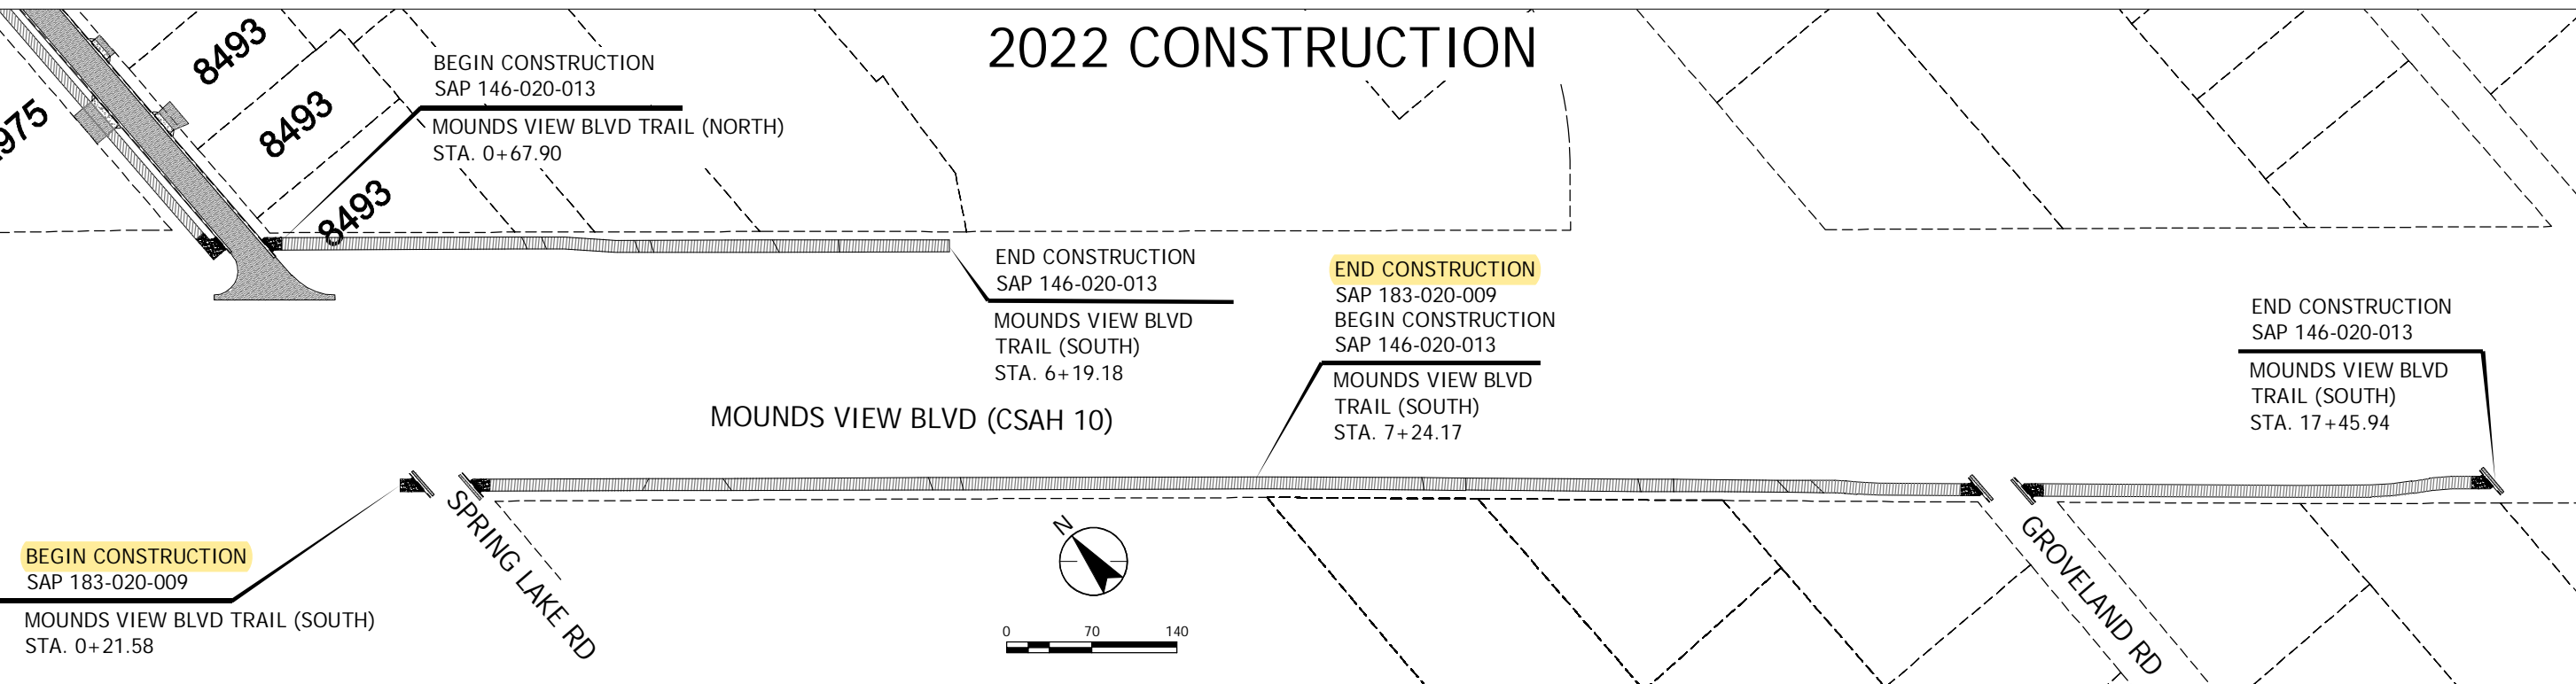 2022 CONSTRUCTION
8493
8493
8493
975
BEGIN CONSTRUCTION
SAP 146-020-013
MOUNDS VIEW BLVD TRAIL (NORTH)
STA. 0+67.90
END CONSTRUCTION
SAP 146-020-013
MOUNDS VIEW BLVD
TRAIL (SOUTH)
STA. 6+19.18
END CONSTRUCTION
SAP 183-020-009
BEGIN CONSTRUCTION
SAP 146-020-013
MOUNDS VIEW BLVD
TRAIL (SOUTH)
STA. 7+24.17
END CONSTRUCTION
SAP 146-020-013
MOUNDS VIEW BLVD
TRAIL (SOUTH)
STA. 17+45.94
MOUNDS VIEW BLVD (CSAH 10)
BEGIN CONSTRUCTION
SAP 183-020-009
MOUNDS VIEW BLVD TRAIL (SOUTH)
STA. 0+21.58
SPRING LAKE RD
N
0 70 140
GROVELAND RD